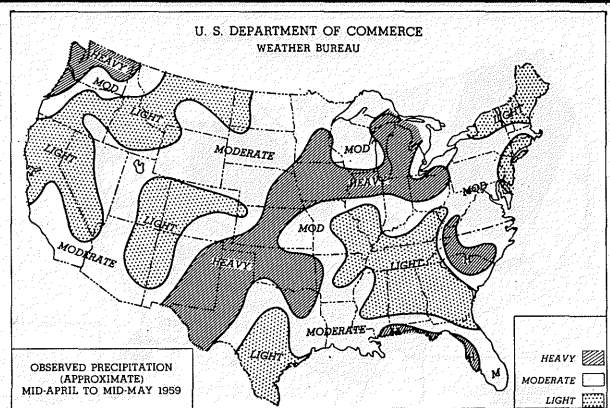 U. S. DEPARTMENT OF COMMERCE
WEATHER BUREAU
HEAVY
MOD.
LIGHT
LIGHT
MODERATE
MOD
HEAVY
LIGHT
MOD
LIGHT
MOD
LIGHT
H
MODERATE
HEAVY
LIGHT
MODERATE
H
M
OBSERVED PRECIPITATION
(APPROXIMATE)
MID-APRIL TO MID-MAY 1959
HEAVY
MODERATE
LIGHT